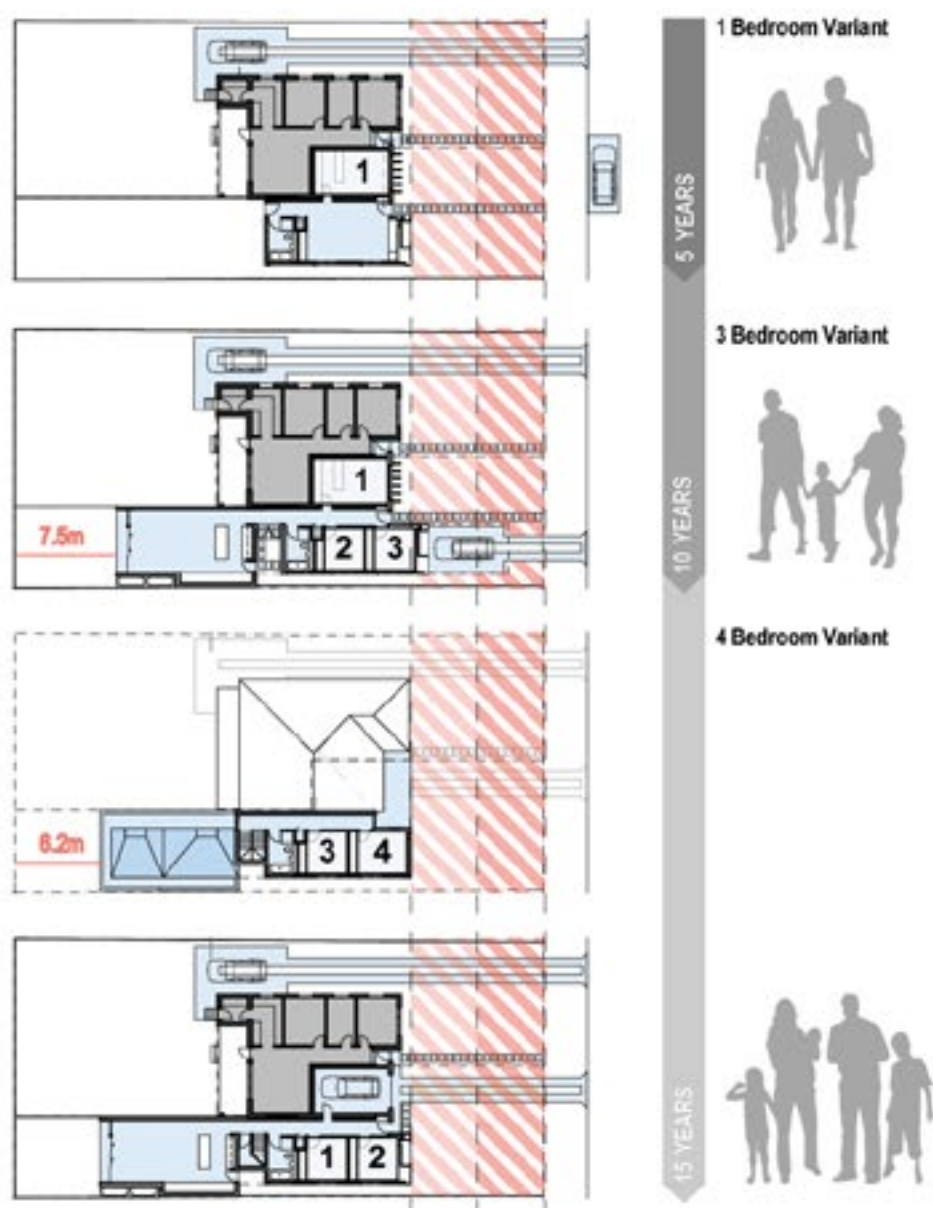 1 Bedroom Variant
1
5 YEARS
3 Bedroom Variant
1
7.5m
2
3
10 YEARS
4 Bedroom Variant
6.2m
3
4
1
2
15 YEARS